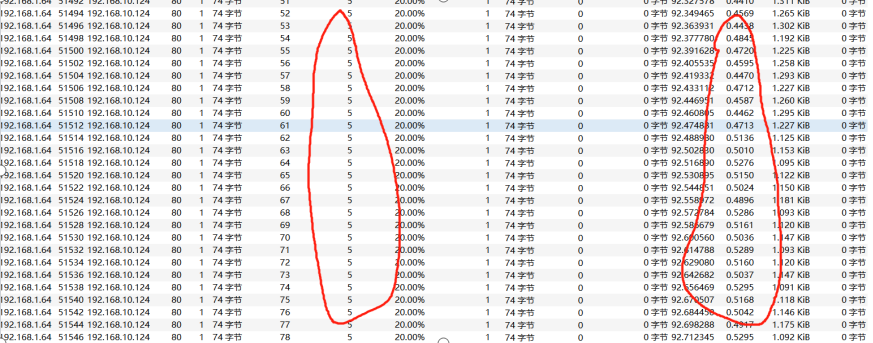 192.168.1.64 51492 192.168.10.124 80 1 74 字节 51 5 20.00% 1 74 字节 0 0 字节 92.327578 0.4410 1.311 KiB 0 字节
192.168.1.64 51494 192.168.10.124 80 1 74 字节 52 5 20.00% 1 74 字节 0 0 字节 92.349465 0.4569 1.265 KiB 0 字节
192.168.1.64 51496 192.168.10.124 80 1 74 字节 53 5 20.00% 1 74 字节 0 0 字节 92.363931 0.4438 1.302 KiB 0 字节
192.168.1.64 51498 192.168.10.124 80 1 74 字节 54 5 20.00% 1 74 字节 0 0 字节 92.377780 0.4845 1.192 KiB 0 字节
192.168.1.64 51500 192.168.10.124 80 1 74 字节 55 5 20.00% 1 74 字节 0 0 字节 92.391628 0.4720 1.225 KiB 0 字节
192.168.1.64 51502 192.168.10.124 80 1 74 字节 56 5 20.00% 1 74 字节 0 0 字节 92.405535 0.4595 1.258 KiB 0 字节
192.168.1.64 51504 192.168.10.124 80 1 74 字节 57 5 20.00% 1 74 字节 0 0 字节 92.419332 0.4470 1.293 KiB 0 字节
192.168.1.64 51506 192.168.10.124 80 1 74 字节 58 5 20.00% 1 74 字节 0 0 字节 92.433112 0.4712 1.227 KiB 0 字节
192.168.1.64 51508 192.168.10.124 80 1 74 字节 59 5 20.00% 1 74 字节 0 0 字节 92.446951 0.4587 1.260 KiB 0 字节
192.168.1.64 51510 192.168.10.124 80 1 74 字节 60 5 20.00% 1 74 字节 0 0 字节 92.460805 0.4462 1.295 KiB 0 字节
192.168.1.64 51512 192.168.10.124 80 1 74 字节 61 5 20.00% 1 74 字节 0 0 字节 92.474881 0.4713 1.227 KiB 0 字节
192.168.1.64 51514 192.168.10.124 80 1 74 字节 62 5 20.00% 1 74 字节 0 0 字节 92.488980 0.5136 1.125 KiB 0 字节
192.168.1.64 51516 192.168.10.124 80 1 74 字节 63 5 20.00% 1 74 字节 0 0 字节 92.502830 0.5010 1.153 KiB 0 字节
192.168.1.64 51518 192.168.10.124 80 1 74 字节 64 5 20.00% 1 74 字节 0 0 字节 92.516890 0.5276 1.095 KiB 0 字节
192.168.1.64 51520 192.168.10.124 80 1 74 字节 65 5 20.00% 1 74 字节 0 0 字节 92.530895 0.5150 1.122 KiB 0 字节
192.168.1.64 51522 192.168.10.124 80 1 74 字节 66 5 20.00% 1 74 字节 0 0 字节 92.544851 0.5024 1.150 KiB 0 字节
192.168.1.64 51524 192.168.10.124 80 1 74 字节 67 5 20.00% 1 74 字节 0 0 字节 92.558972 0.4896 1.181 KiB 0 字节
192.168.1.64 51526 192.168.10.124 80 1 74 字节 68 5 20.00% 1 74 字节 0 0 字节 92.572784 0.5286 1.093 KiB 0 字节
192.168.1.64 51528 192.168.10.124 80 1 74 字节 69 5 20.00% 1 74 字节 0 0 字节 0.5161 1.120 KiB 0 字节
192.168.1.64 51530 192.168.10.124 80 1 74 字节 70 5 20.00% 1 74 字节 0 0 字节 92.600560 0.5036 1.147 KiB 0 字节
192.168.1.64 51532 192.168.10.124 80 1 74 字节 71 5 20.00% 1 74 字节 0 0 字节 92.614788 0.5289 1.093 KiB 0 字节
192.168.1.64 51534 192.168.10.124 80 1 74 字节 72 5 20.00% 1 74 字节 0 0 字节 92.629080 0.5160 1.120 KiB 0 字节
192.168.1.64 51536 192.168.10.124 80 1 74 字节 73 5 20.00% 1 74 字节 0 0 字节 92.642682 0.5037 1.147 KiB 0 字节
192.168.1.64 51538 192.168.10.124 80 1 74 字节 74 5 20.00% 1 74 字节 0 0 字节 92.656469 0.5295 1.091 KiB 0 字节
192.168.1.64 51540 192.168.10.124 80 1 74 字节 75 5 20.00% 1 74 字节 0 0 字节 92.670507 0.5168 1.118 KiB 0 字节
192.168.1.64 51542 192.168.10.124 80 1 74 字节 76 5 20.00% 1 74 字节 0 0 字节 92.684450 0.5042 1.146 KiB 0 字节
192.168.1.64 51544 192.168.10.124 80 1 74 字节 77 5 20.00% 1 74 字节 0 0 字节 92.698288 0.4917 1.175 KiB 0 字节
192.168.1.64 51546 192.168.10.124 80 1 74 字节 78 5 20.00% 1 74 字节 0 0 字节 92.712345 0.5295 1.092 KiB 0 字节